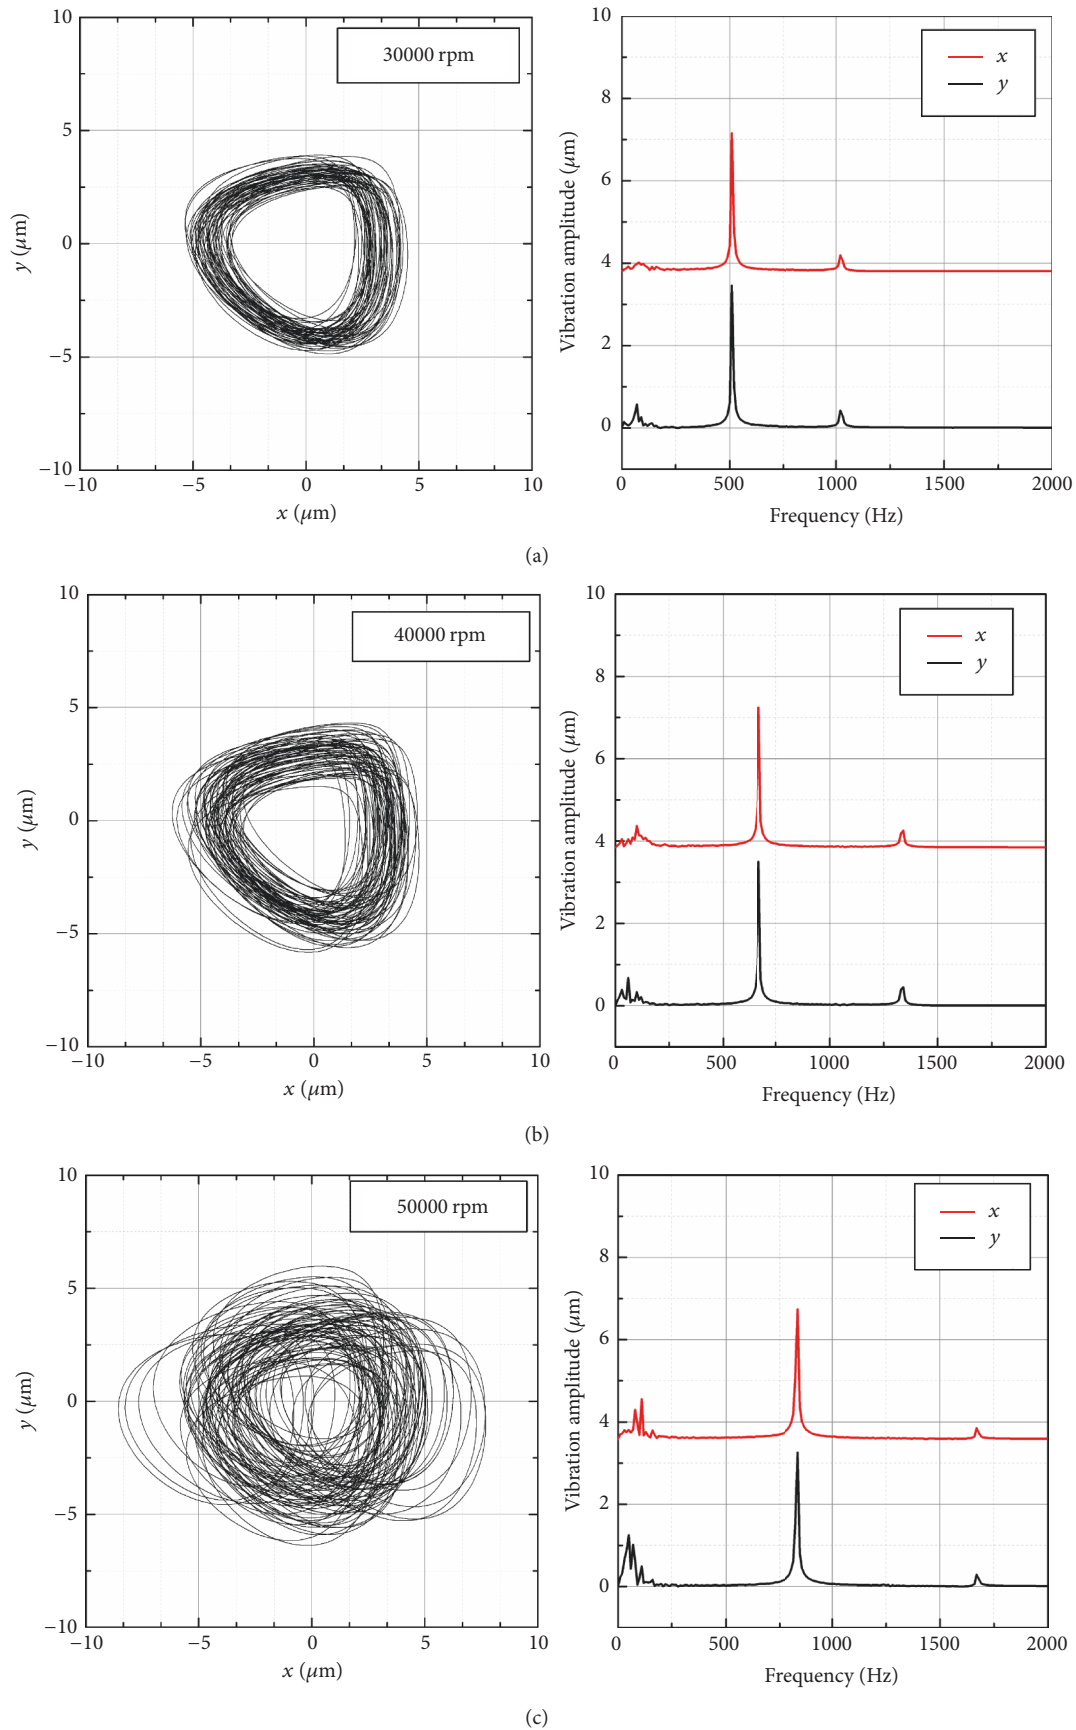 10
5
0
−5
−10
y (μm)
30000 rpm
−10 −5 0 5 10
x (μm)
10
8
6
4
2
0
Vibration amplitude (μm)
x
y
0 500 1000 1500 2000
Frequency (Hz)
(a)
10
5
0
−5
−10
y (μm)
40000 rpm
−10 −5 0 5 10
x (μm)
10
8
6
4
2
0
Vibration amplitude (μm)
x
y
0 500 1000 1500 2000
Frequency (Hz)
(b)
10
5
0
−5
−10
y (μm)
50000 rpm
−10 −5 0 5 10
x (μm)
10
8
6
4
2
0
Vibration amplitude (μm)
x
y
0 500 1000 1500 2000
Frequency (Hz)
(c)